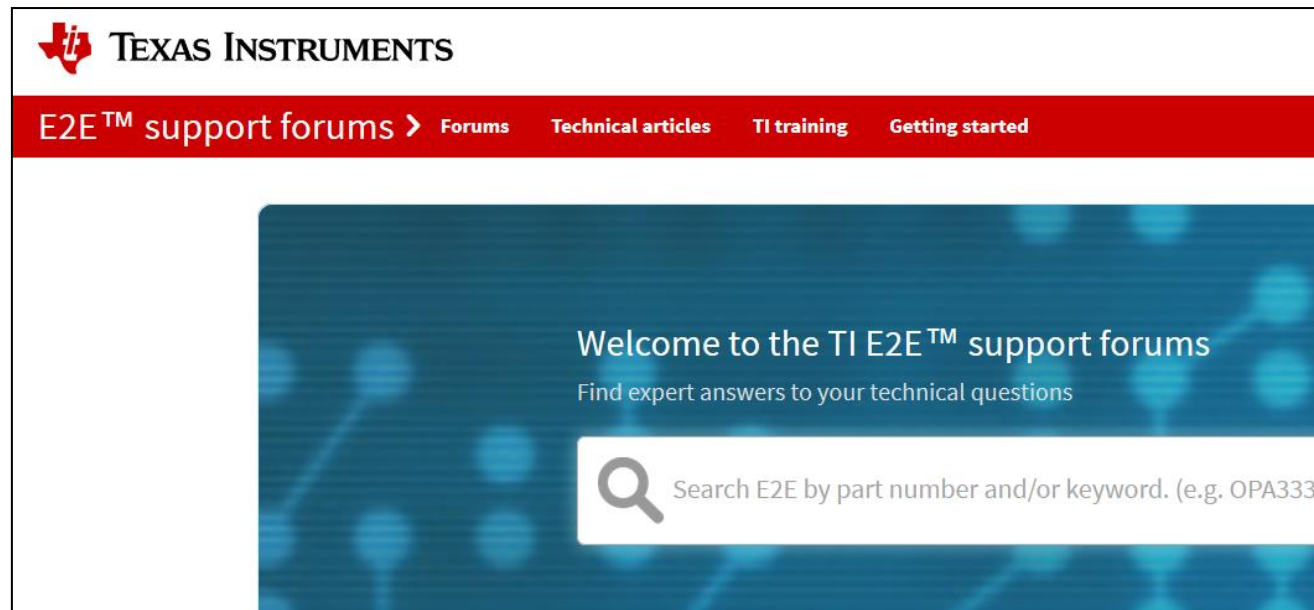 TEXAS INSTRUMENTS
E2E™ support forums > Forums Technical articles TI training Getting started
Welcome to the TI E2E™ support forums
Find expert answers to your technical questions
Search E2E by part number and/or keyword. (e.g. OPA333